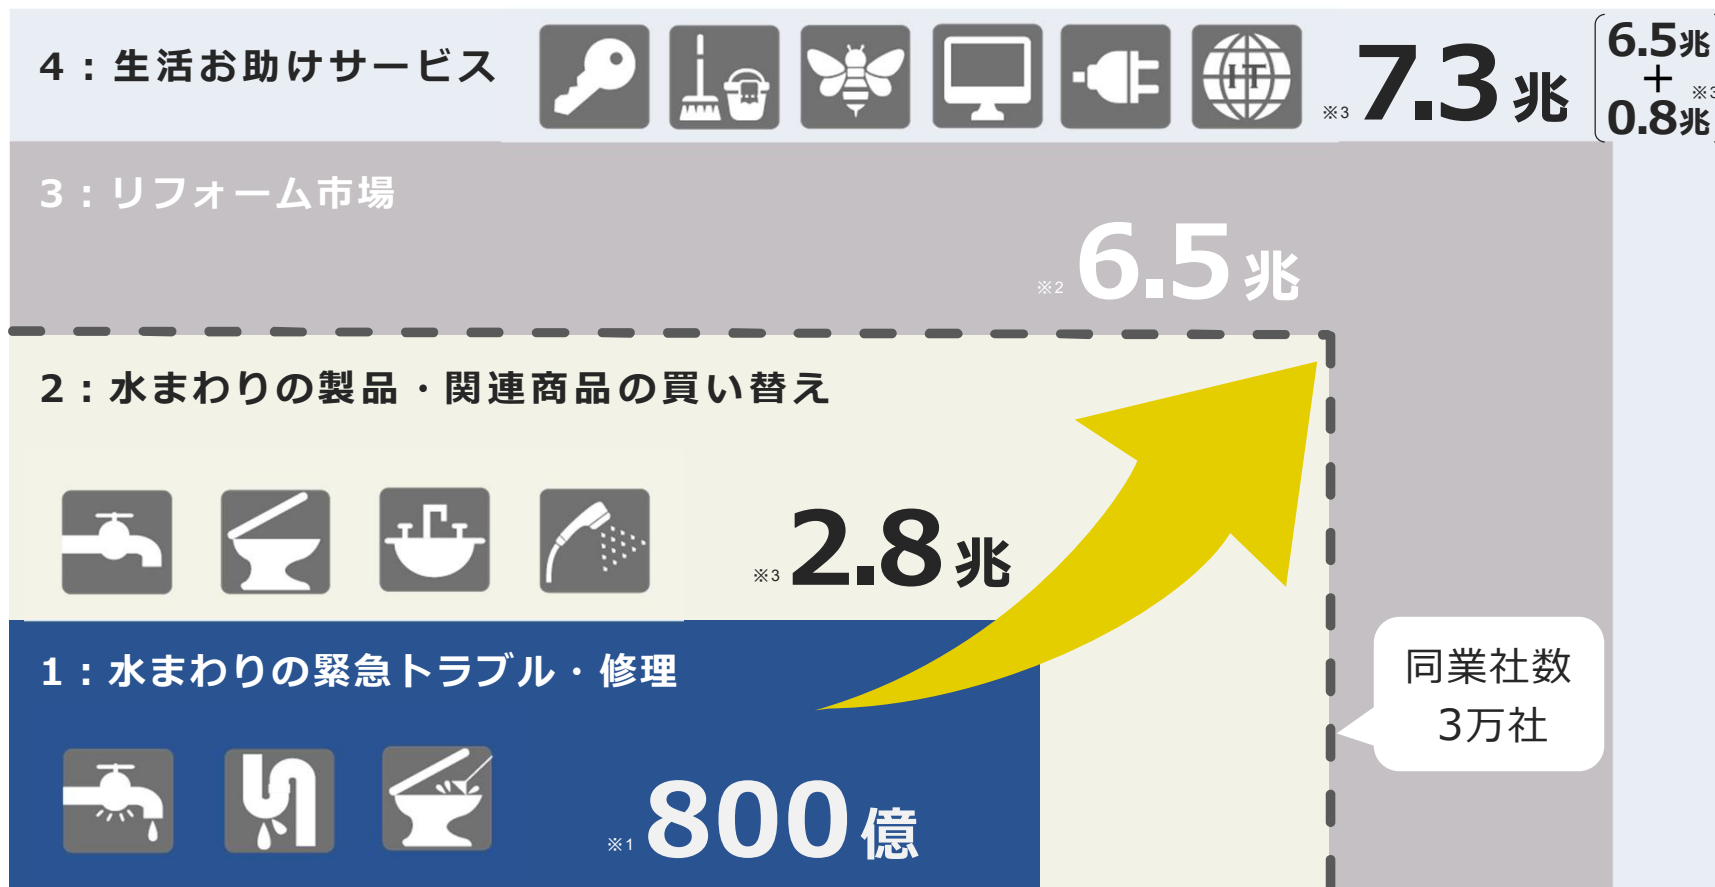 4：生活お助けサービス
IT
※3 7.3兆
6.5兆
＋ ※3
0.8兆
3：リフォーム市場
※2 6.5兆
2：水まわりの製品・関連商品の買い替え
※3 2.8兆
1：水まわりの緊急トラブル・修理
同業社数
3万社
※1 800億